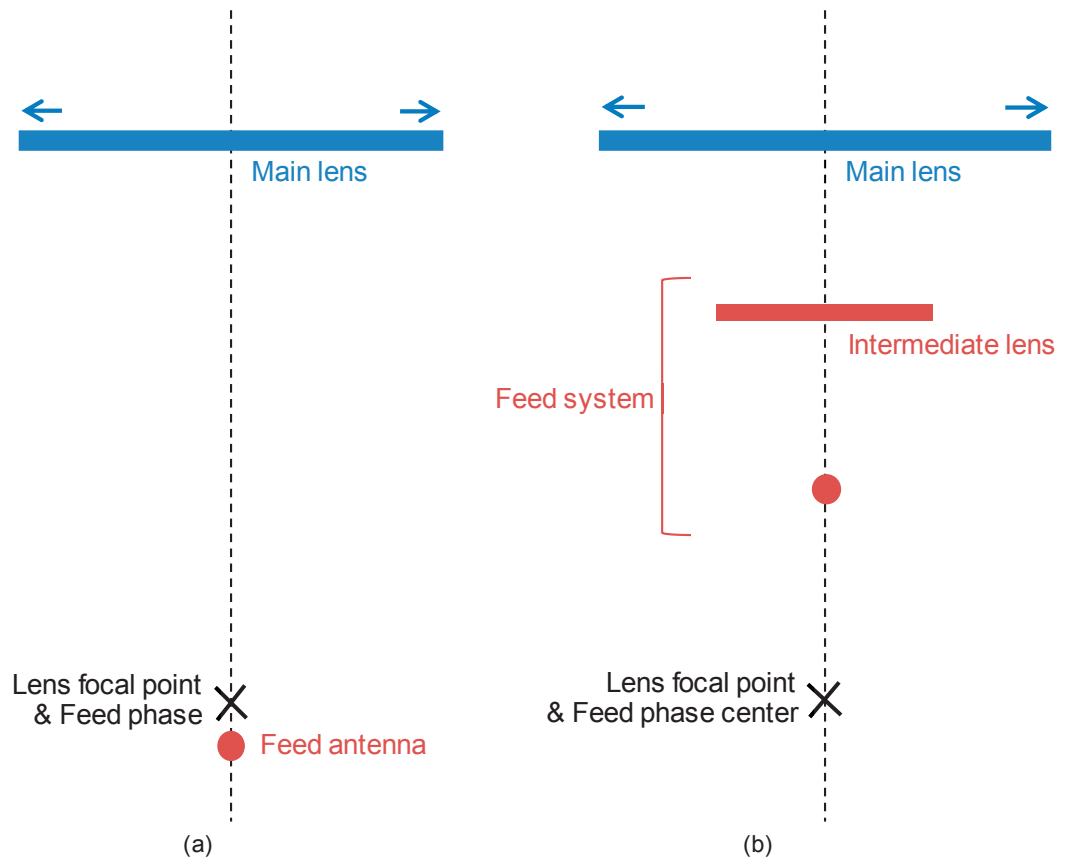 Main lens
Lens focal point
& Feed phase
Feed antenna
(a)
Main lens
Intermediate lens
Feed system
Lens focal point
& Feed phase center
(b)